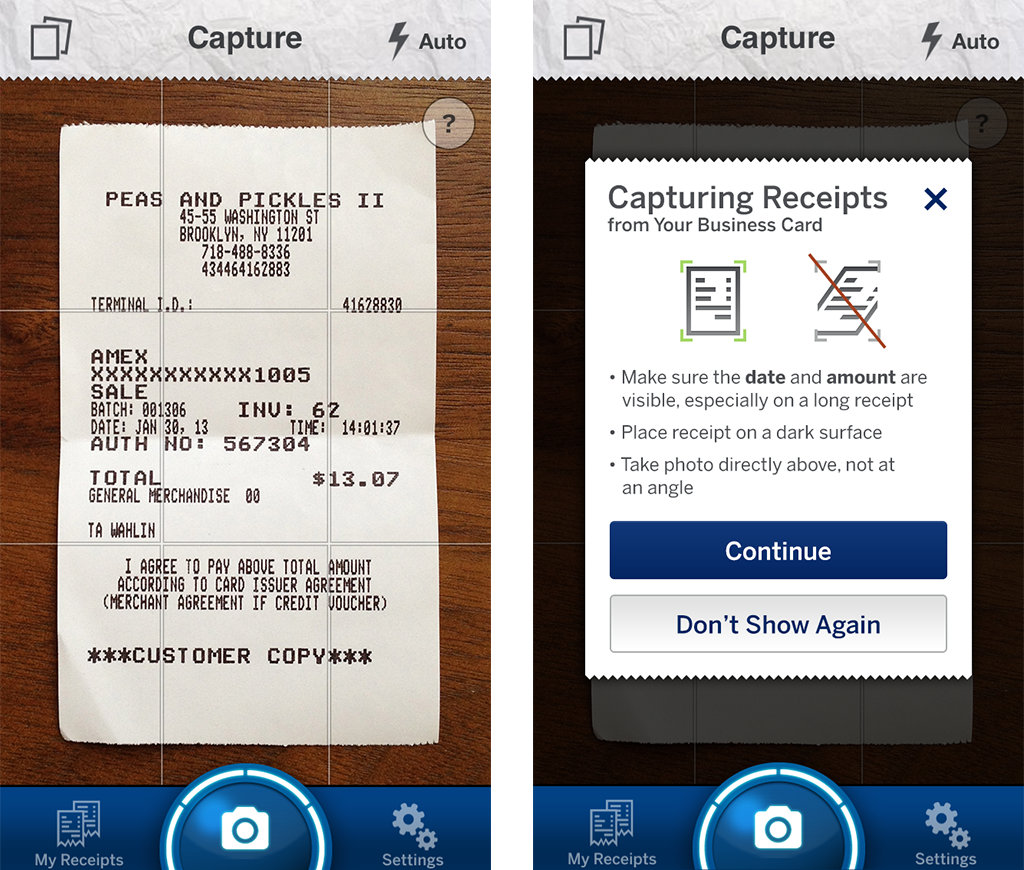 Capture
Auto
?
PEAS AND PICKLES II
45-55 WASHINGTON ST
BROOKLYN, NY 11201
718-488-8336
434464162883
TERMINAL I.D.: 41628830
AMEX
XXXXXXXXXXX1005
SALE
BATCH: 001306 INV: 62
DATE: JAN 30, 13 TIME: 14:01:37
AUTH NO: 567304
TOTAL $13.07
GENERAL MERCHANDISE 00
TA WAHLIN
I AGREE TO PAY ABOVE TOTAL AMOUNT
ACCORDING TO CARD ISSUER AGREEMENT
(MERCHANT AGREEMENT IF CREDIT VOUCHER)
***CUSTOMER COPY***
My Receipts
Settings
Capture
Auto
?
Capturing Receipts
from Your Business Card
• Make sure the date and amount are
visible, especially on a long receipt
• Place receipt on a dark surface
• Take photo directly above, not at
an angle
Continue
Don't Show Again
My Receipts
Settings